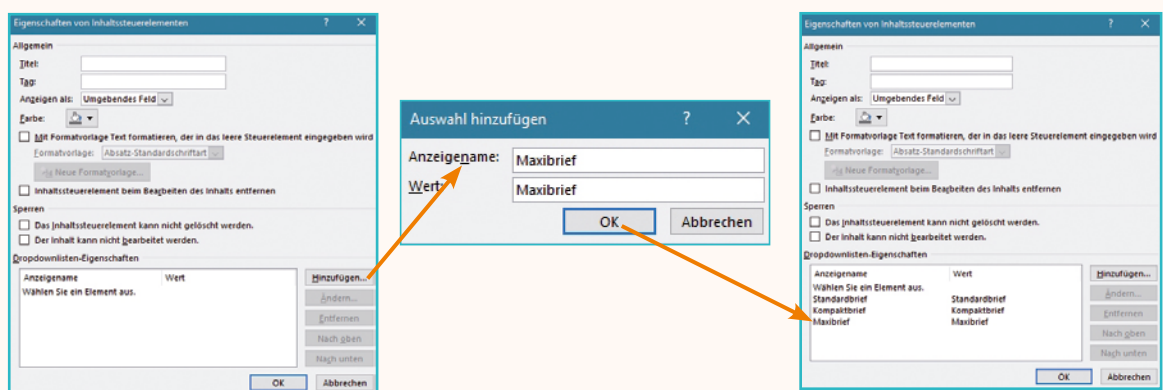 Eigenschaften von Inhaltssteuerelementen ? ×
Allgemein
Titel:
Tag:
Anzeigen als: Umgebendes Feld
Farbe:
Mit Formatvorlage Text formatieren, der in das leere Steuerelement eingegeben wird
Formatvorlage: Absatz-Standardschriftart
Neue Formatvorlage...
Inhaltssteuerelement beim Beabeiten des Inhalts entfernen
Sperren
Das Inhaltssteuerelement kann nicht gelöscht werden.
Der Inhalt kann nicht bearbeitet werden.
Dropdownlisten-Eigenschaften
Anzeigename Wert
Wählen Sie ein Element aus.
Hinzufügen...
Ändern...
Entfernen
Nach oben
Nach unten
OK Abbrechen
Auswahl hinzufügen ? ×
Anzeigename: Maxibrief
Wert: Maxibrief
OK Abbrechen
Eigenschaften von Inhaltssteuerelementen ? ×
Allgemein
Titel:
Tag:
Anzeigen als: Umgebendes Feld
Farbe:
Mit Formatvorlage Text formatieren, der in das leere Steuerelement eingegeben wird
Formatvorlage: Absatz-Standardschriftart
Neue Formatvorlage...
Inhaltssteuerelement beim Bearbeiten des Inhalts entfernen
Sperren
Das Inhaltssteuerelement kann nicht gelöscht werden.
Der Inhalt kann nicht bearbeitet werden.
Dropdownlisten-Eigenschaften
Anzeigename Wert
Wählen Sie ein Element aus.
Standardbrief Standardbrief
Kompaktbrief Kompaktbrief
Maxibrief Maxibrief
Hinzufügen...
Ändern...
Entfernen
Nach oben
Nach unten
OK Abbrechen